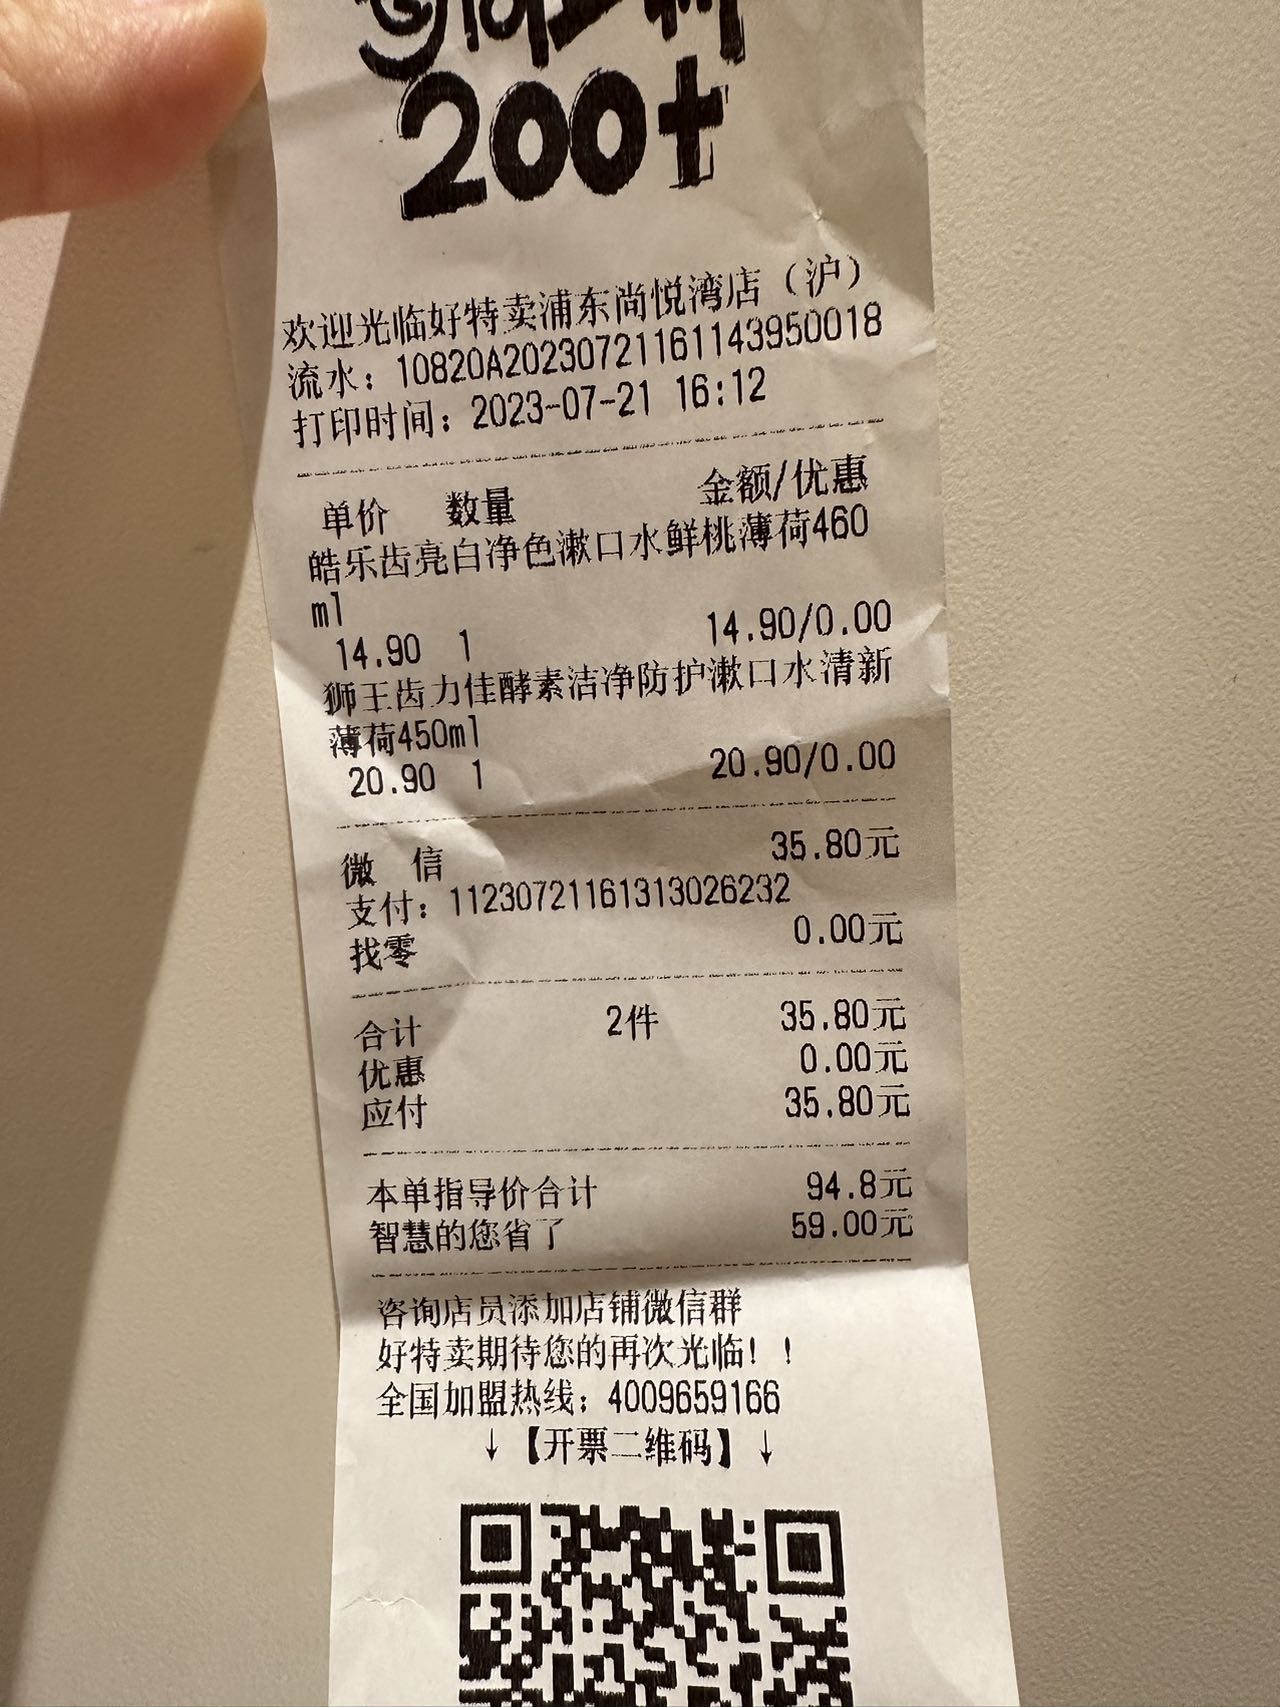 200+
欢迎光临好特卖浦东尚悦湾店（沪）
流水：10820A2023072116114395001 8
打印时间：2023-07-21 16:12
单价 数量 金额/优惠
皓乐齿亮白净色漱口水鲜桃薄荷460
ml
14.90 1 14.90/0.00
狮王齿力佳酵素洁净防护漱口水清新
薄荷450ml
20.90 1 20.90/0.00
微 信 35.80元
支付：112307211613130262 32
找零 0.00元
合计 2件 35.80元
优惠 0.00元
应付 35.80元
本单指导价合计 94.8元
智慧的您省了 59.00元
咨询店员添加店铺微信群
好特卖期待您的再次光临！！
全国加盟热线：4009659166
↓【开票二维码】↓